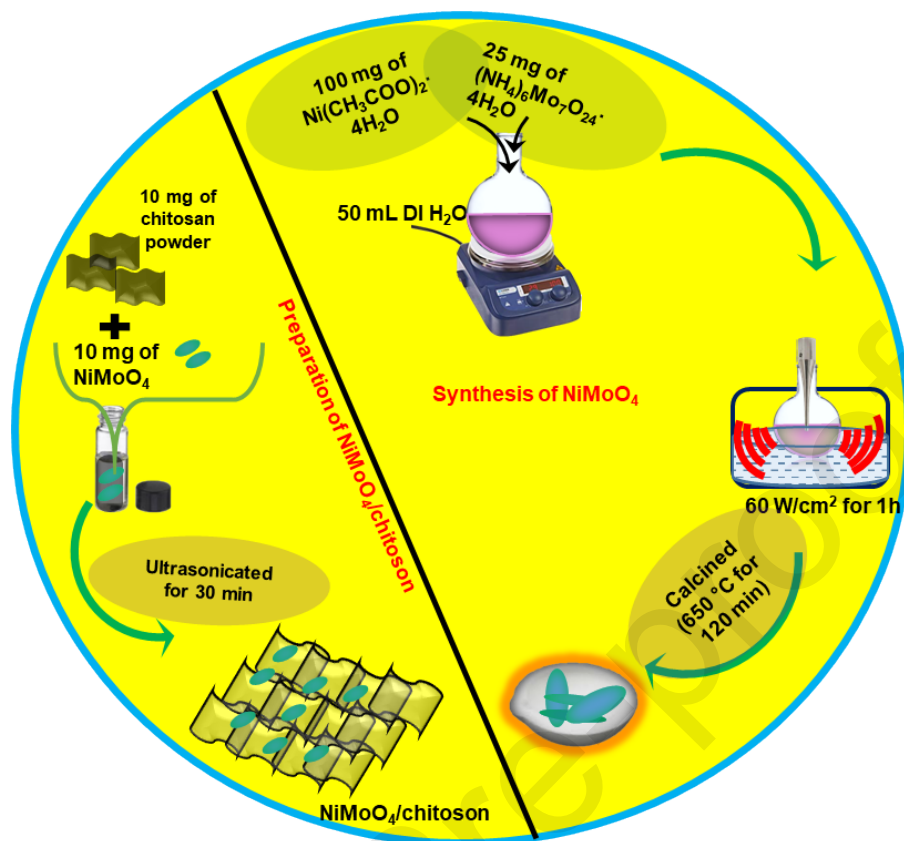 100 mg of
Ni(CH₃COO)₂.
4H₂O
25 mg of
(NH₄)₆Mo₇O₂₄.
4H₂O
50 mL DI H₂O
Synthesis of NiMoO₄
60 W/cm² for 1h
Calcined
(650 °C for
120 min)
Preparation of NiMoO₄/chitoson
10 mg of
chitosan
powder
+
10 mg of
NiMoO₄
Ultrasonicated
for 30 min
NiMoO₄/chitoson
pre proof